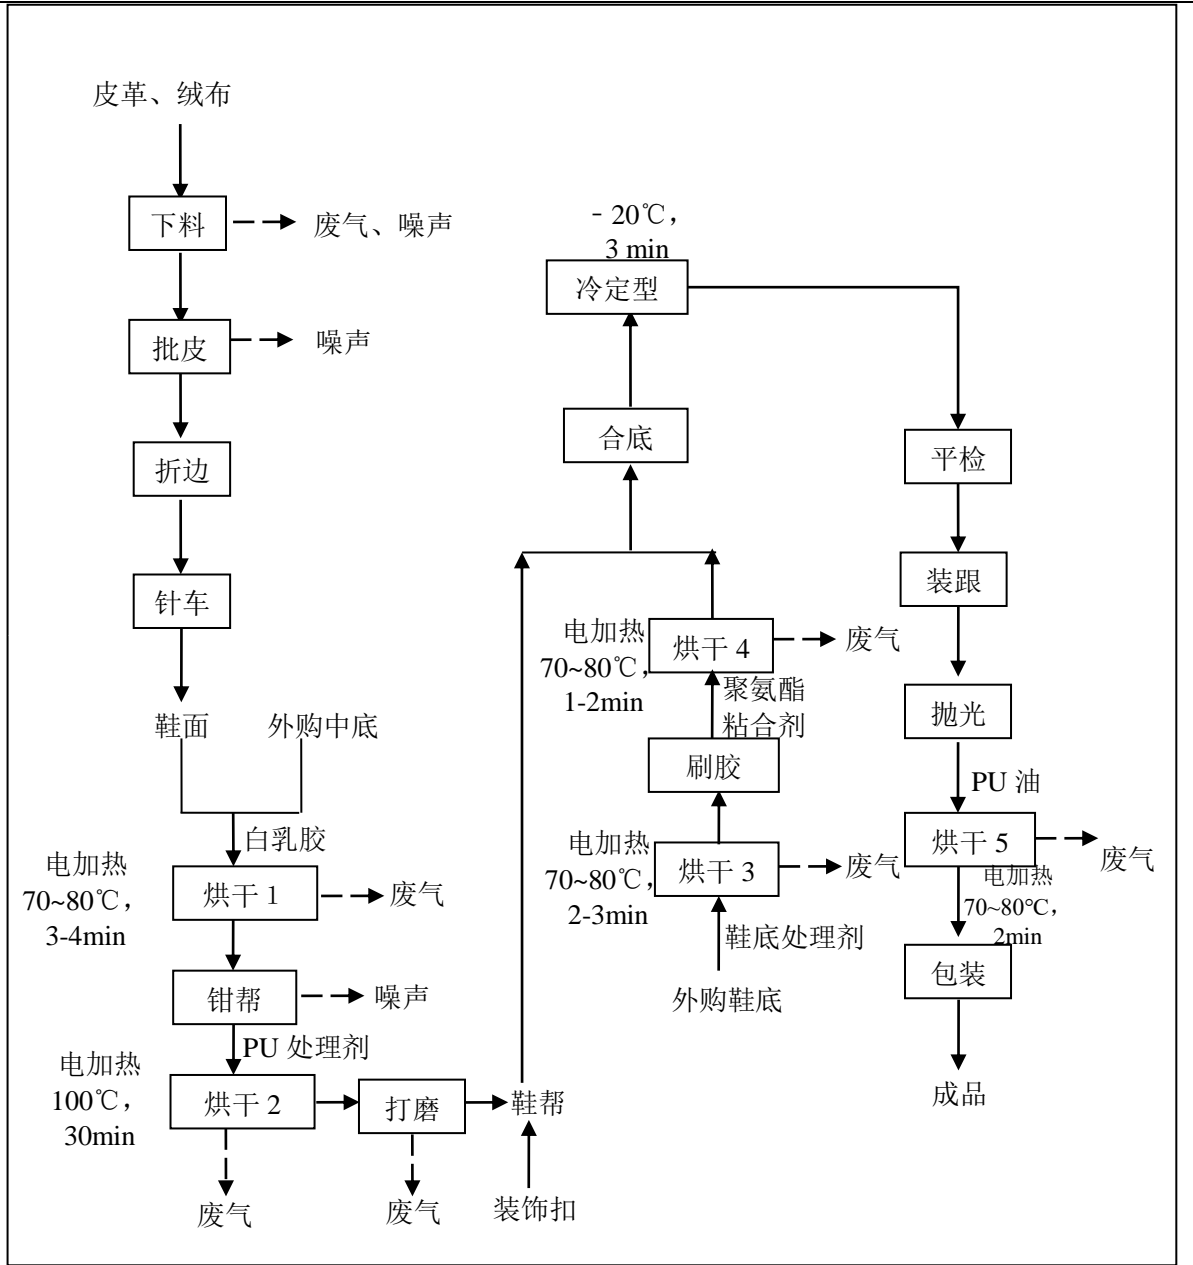 皮革、绒布
下料
废气、噪声
批皮
噪声
折边
针车
鞋面
外购中底
白乳胶
电加热
70~80℃，
3-4min
烘干 1
废气
钳帮
噪声
PU 处理剂
电加热
100℃，
30min
烘干 2
废气
打磨
废气
鞋帮
装饰扣
- 20℃，
3 min
冷定型
合底
电加热
70~80℃，
1-2min
烘干 4
废气
聚氨酯
粘合剂
刷胶
电加热
70~80℃，
2-3min
烘干 3
废气
鞋底处理剂
外购鞋底
平检
装跟
抛光
PU 油
烘干 5
废气
电加热
70~80℃，
2min
包装
成品